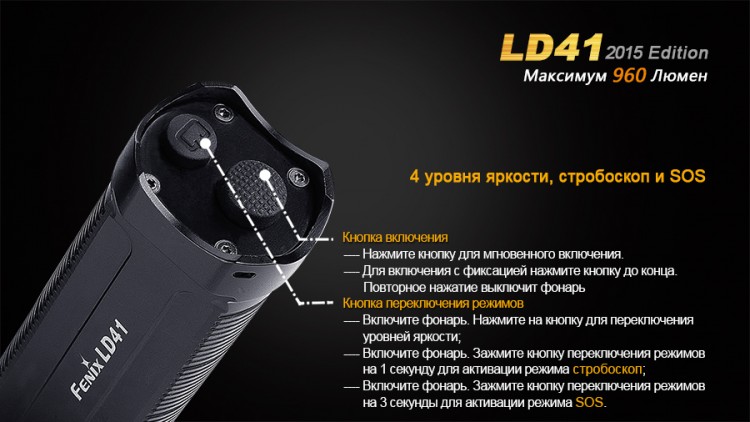 LD41 2015 Edition
Максимум 960 Люмен
4 уровня яркости, стробоскоп и SOS
Кнопка включения
— Нажмите кнопку для мгновенного включения.
— Для включения с фиксацией нажмите кнопку до конца.
Повторное нажатие выключит фонарь
Кнопка переключения режимов
— Включите фонарь. Нажмите на кнопку для переключения
уровней яркости;
— Включите фонарь. Зажмите кнопку переключения режимов
на 1 секунду для активации режима стробоскоп;
— Включите фонарь. Зажмите кнопку переключения режимов
на 3 секунды для активации режима SOS.
FENIX LD41